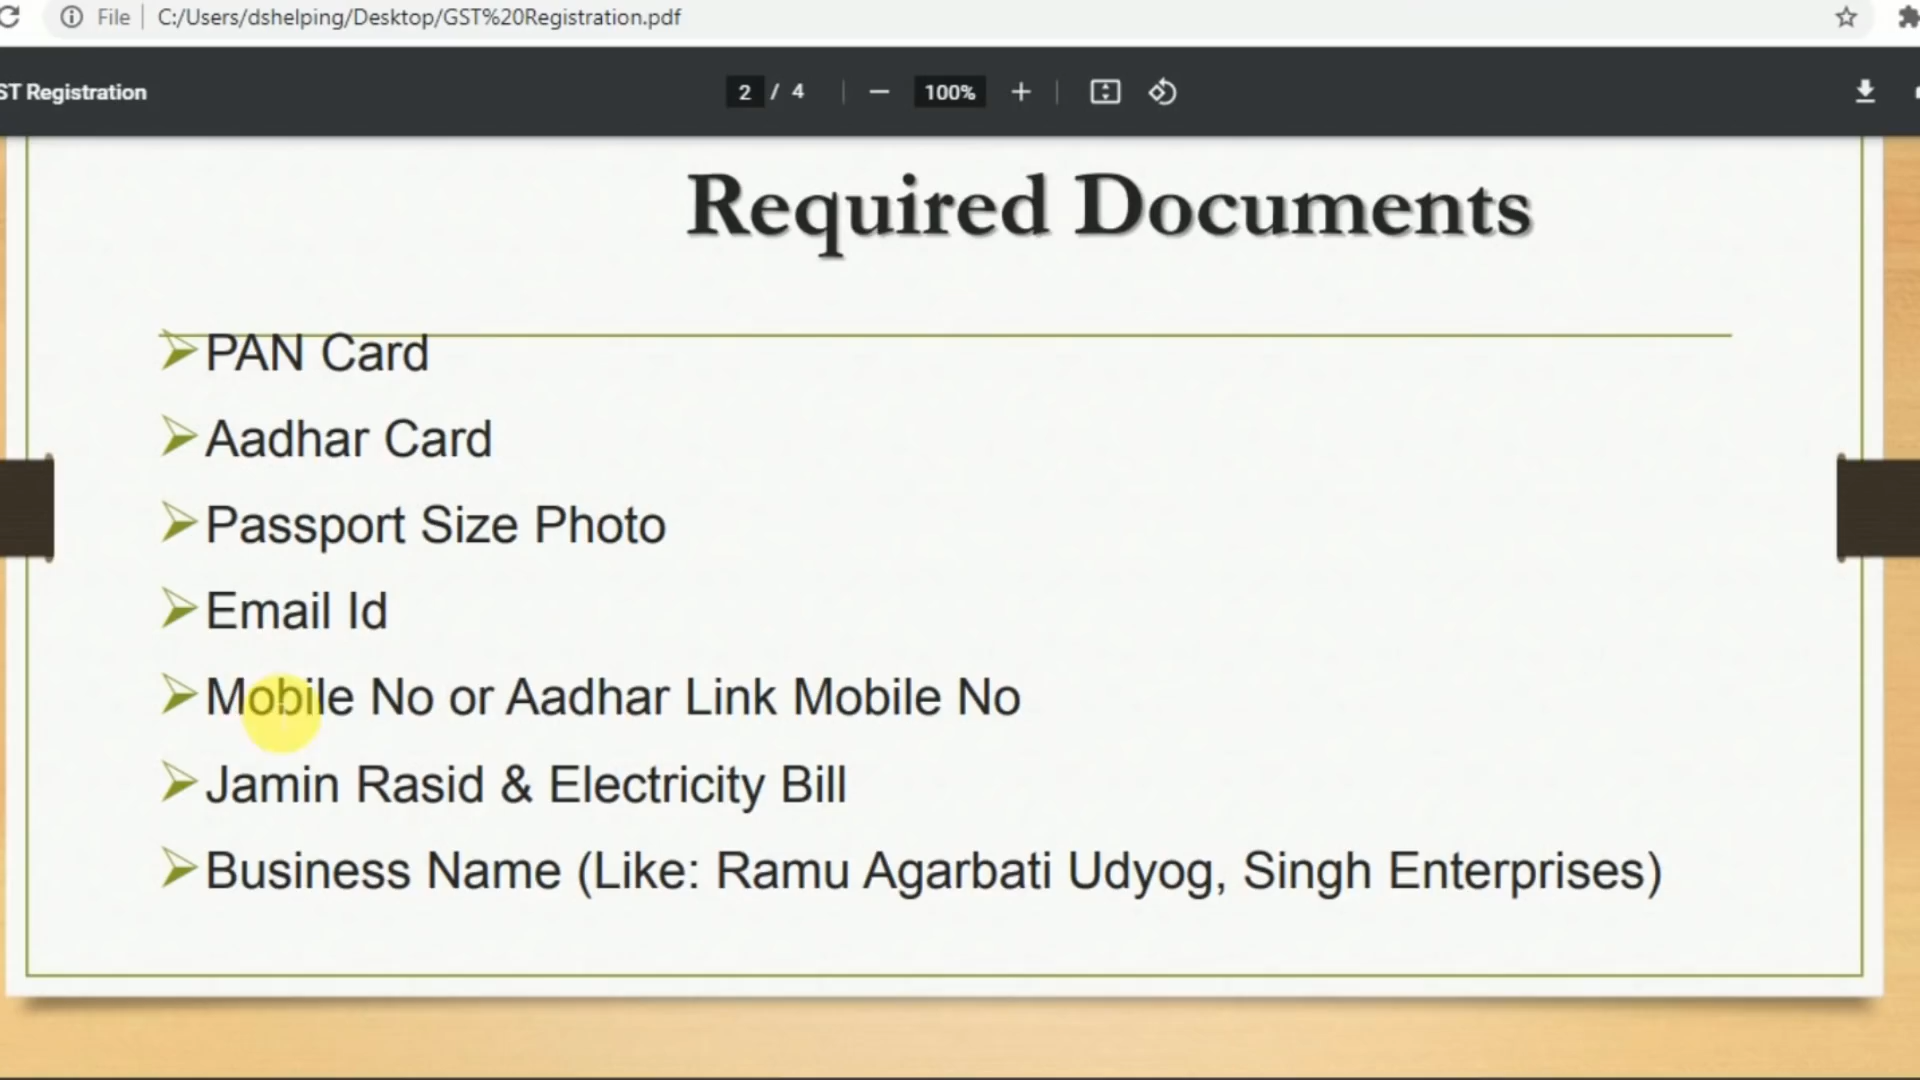 File C:/Users/dshelping/Desktop/GST%20Registration.pdf
ST Registration 2 / 4 100%
Required Documents
PAN Card
Aadhar Card
Passport Size Photo
Email Id
Mobile No or Aadhar Link Mobile No
Jamin Rasid & Electricity Bill
Business Name (Like: Ramu Agarbati Udyog, Singh Enterprises)